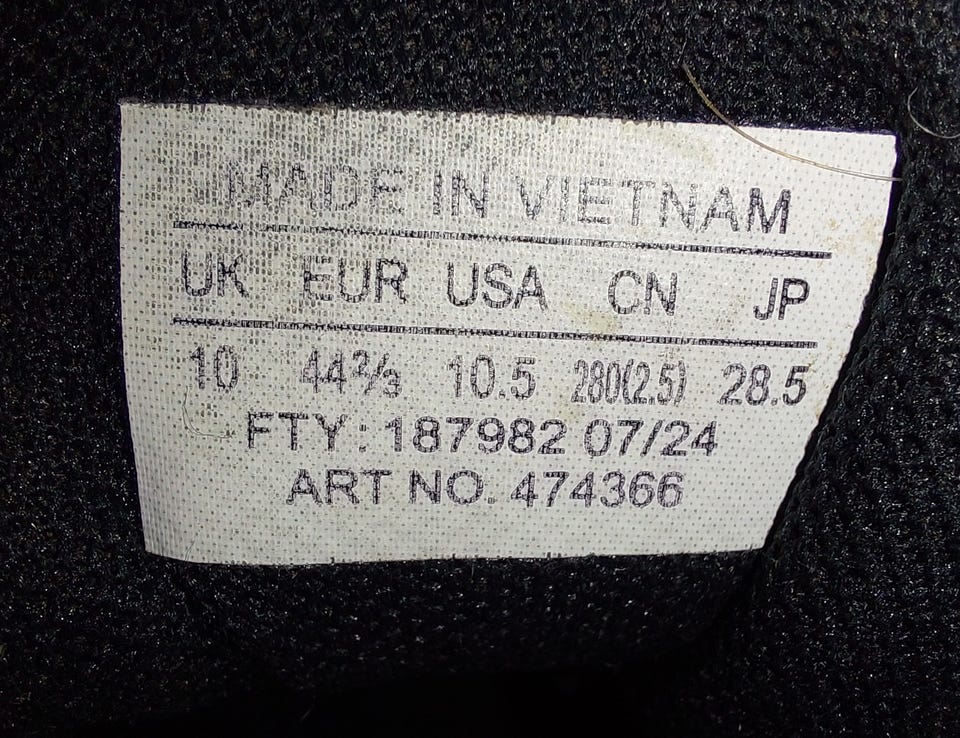 MADE IN VIETNAM
UK EUR USA CN JP
10 44⅔ 10.5 280(2.5) 28.5
FTY: 187982 07/24
ART NO. 474366